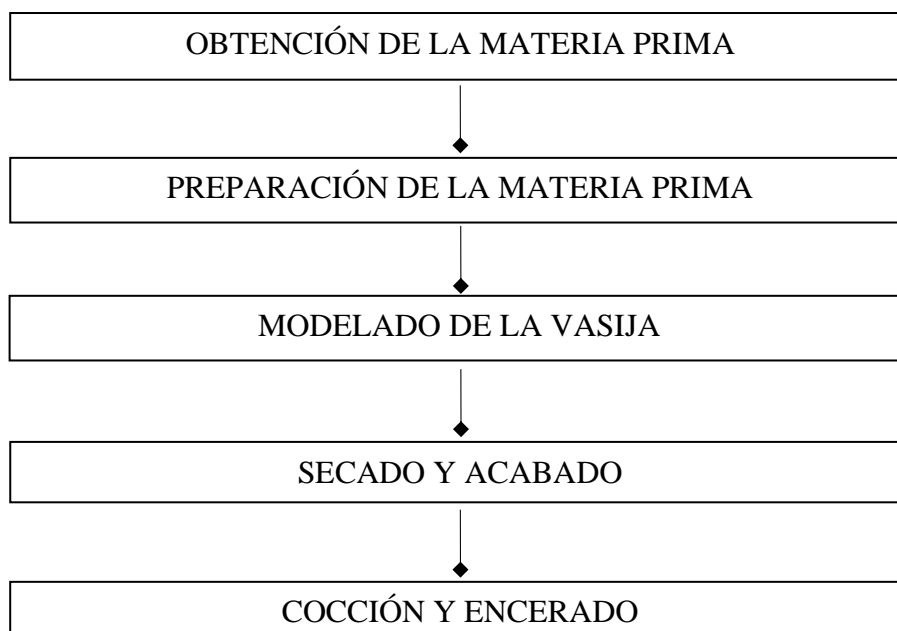 OBTENCIÓN DE LA MATERIA PRIMA
PREPARACIÓN DE LA MATERIA PRIMA
MODELADO DE LA VASIJA
SECADO Y ACABADO
COCCIÓN Y ENCERADO